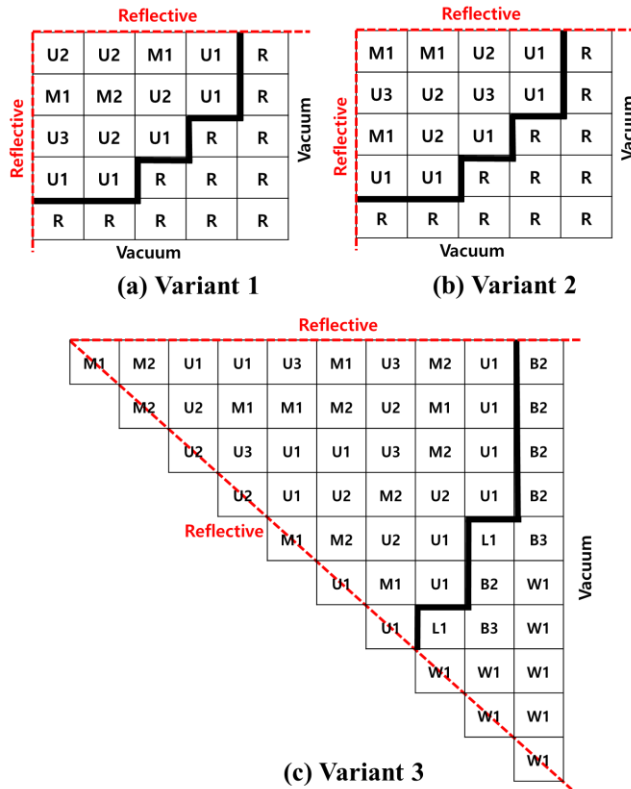 Reflective
Reflective
U2 U2 M1 U1 R
M1 M1 U2 U1 R
Reflective
M1 M2 U2 U1 R
Vacuum
Reflective
U3 U2 U3 U1 R
Vacuum
U3 U2 U1 R R
M1 U2 U1 R R
U1 U1 R R R
U1 U1 R R R
R R R R R
R R R R R
Vacuum
Vacuum
(a) Variant 1
(b) Variant 2
Reflective
M1 M2 U1 U1 U3 M1 U3 M2 U1 B2
M2 U2 M1 M1 M2 U2 M1 U1 B2
U2 U3 U1 U1 U3 M2 U1 B2
U2 U1 U2 M2 U2 U1 B2
Reflective
M1 M2 U2 U1 L1 B3
Vacuum
U1 M1 U1 B2 W1
U1 L1 B3 W1
W1 W1 W1
W1 W1
W1
(c) Variant 3